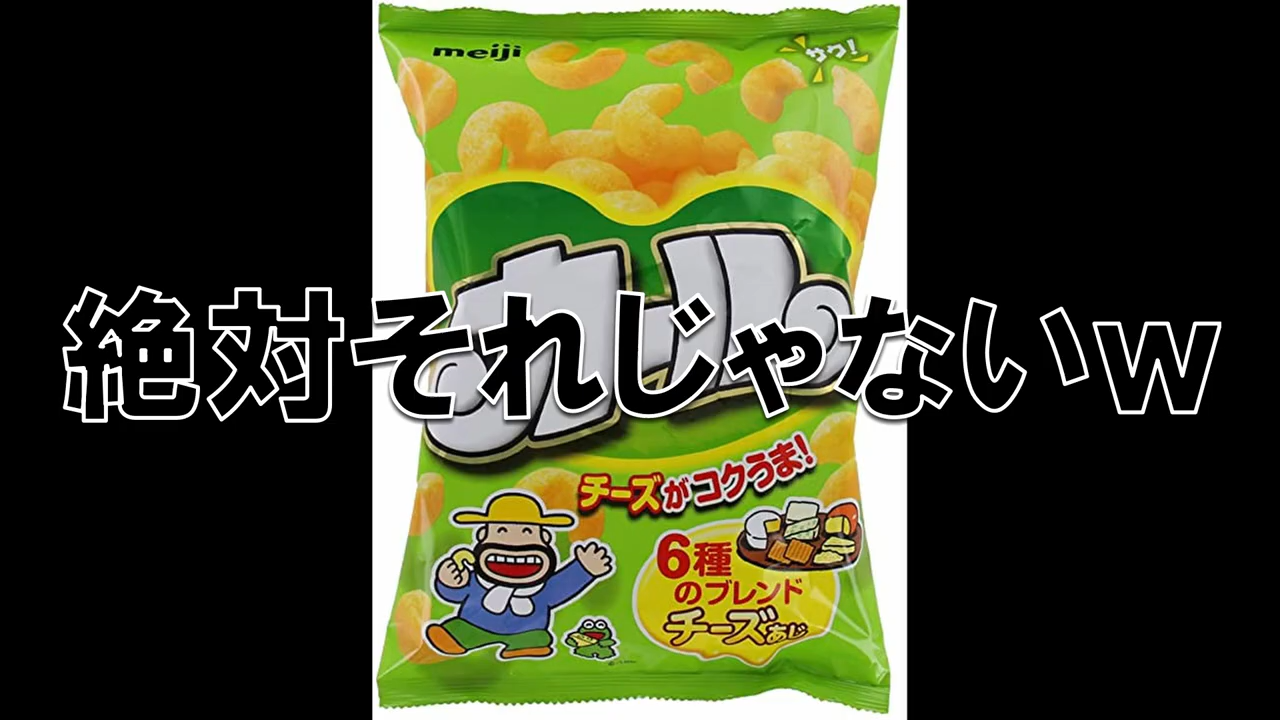 meiji
サク!
カール
絶対それじゃないw
チーズがコクうま!
6種
のブレンド
チーズあじ